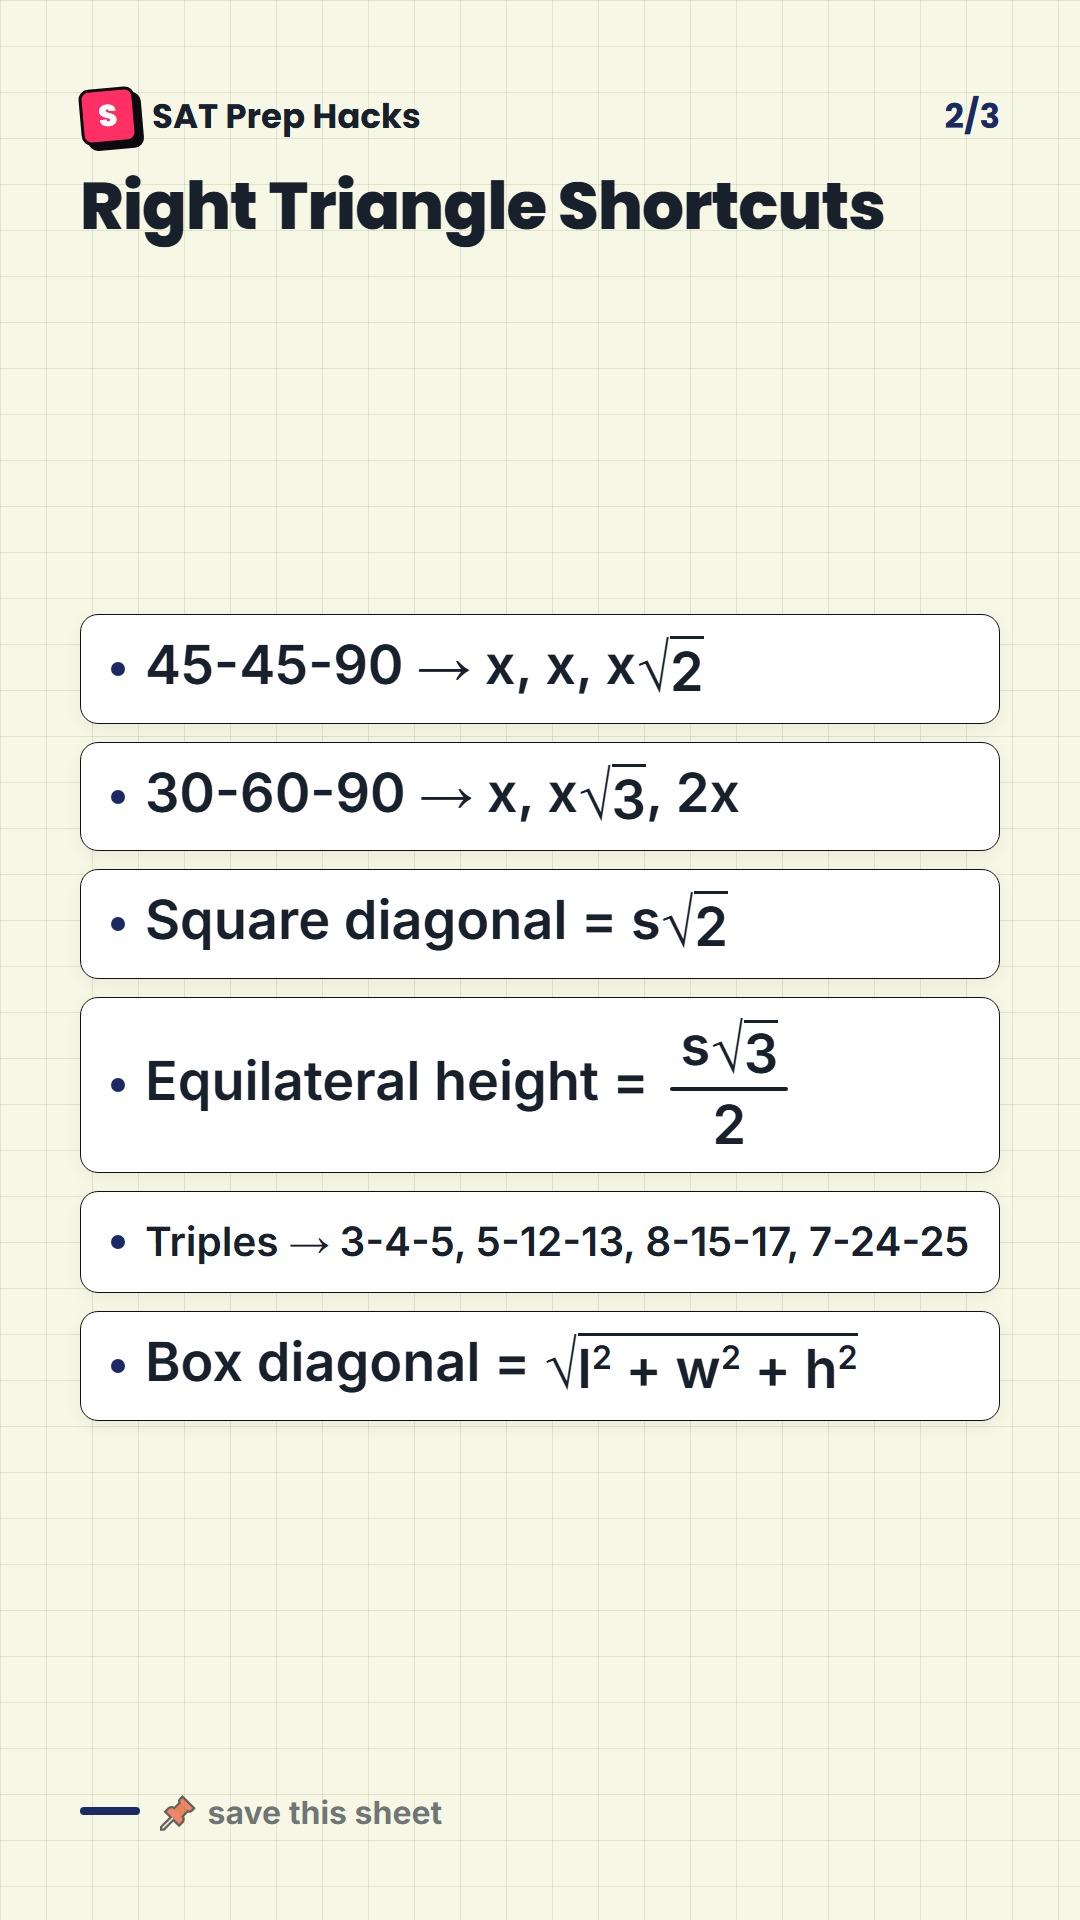 S SAT Prep Hacks 2/3
Right Triangle Shortcuts
• 45-45-90 → x, x, x√2
• 30-60-90 → x, x√3, 2x
• Square diagonal = s√2
• Equilateral height = s√3/2
• Triples → 3-4-5, 5-12-13, 8-15-17, 7-24-25
• Box diagonal = √(l² + w² + h²)
📌 save this sheet